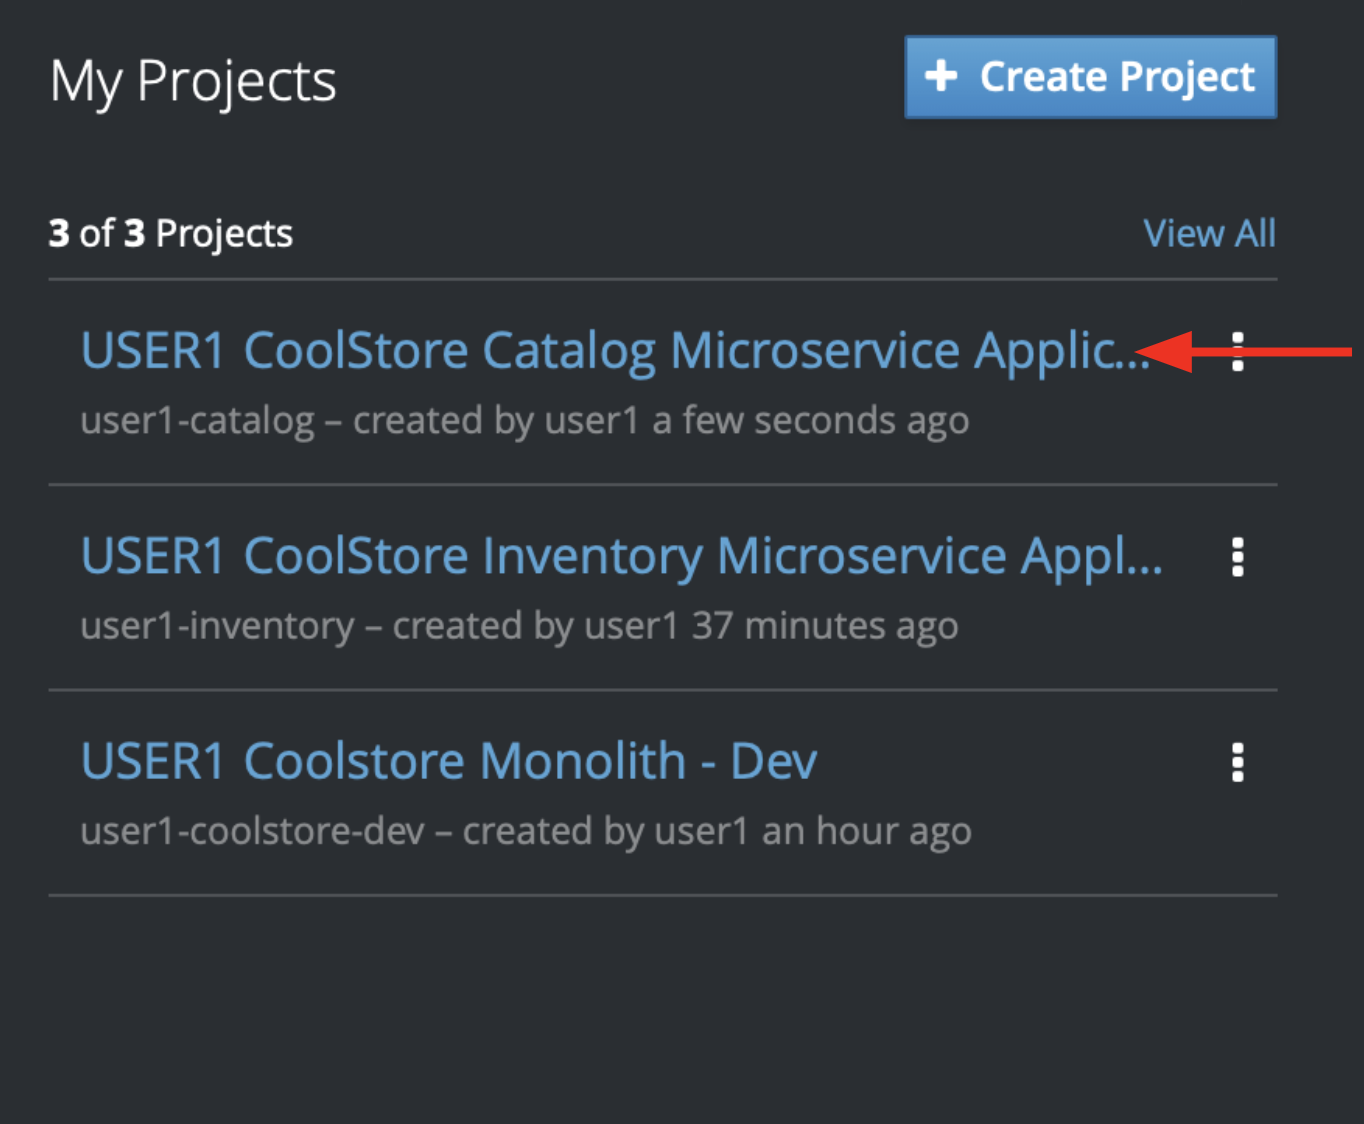 My Projects
+ Create Project
3 of 3 Projects
View All
USER1 CoolStore Catalog Microservice Applic...
user1-catalog – created by user1 a few seconds ago
USER1 CoolStore Inventory Microservice Appl...
user1-inventory – created by user1 37 minutes ago
USER1 Coolstore Monolith - Dev
user1-coolstore-dev – created by user1 an hour ago